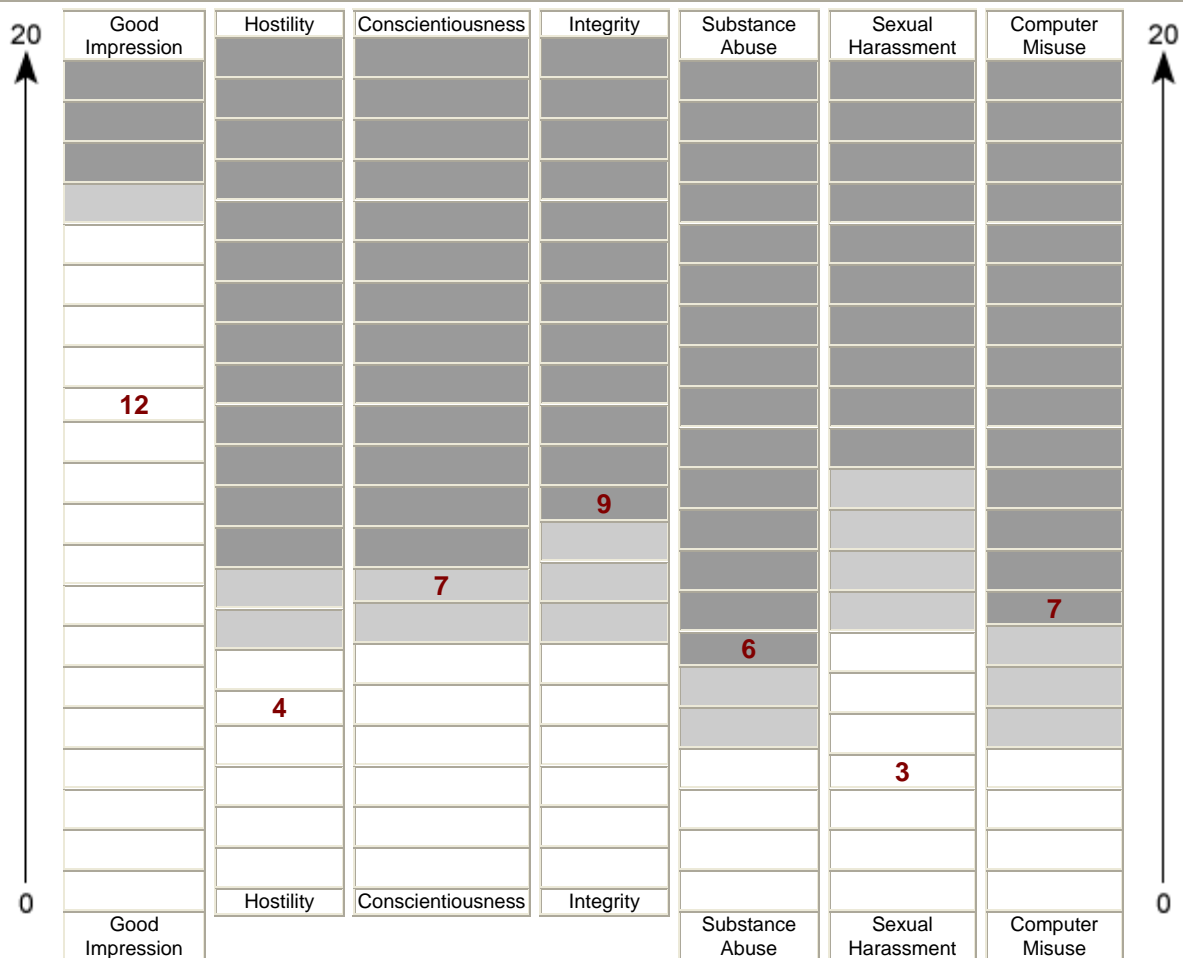 Good
Impression
Hostility
Conscientiousness
Integrity
Substance
Abuse
Sexual
Harassment
Computer
Misuse
20
20
12
9
7
7
6
4
3
0
0
Hostility
Conscientiousness
Integrity
Good
Impression
Substance
Abuse
Sexual
Harassment
Computer
Misuse